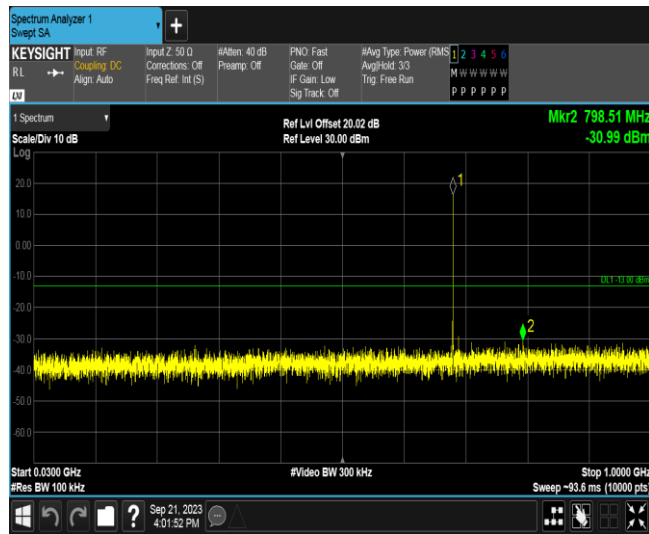 Spectrum Analyzer 1
Swept SA
KEYSIGHT
RL
LXI
Input: RF
Coupling: DC
Align: Auto
Input Z: 50 Ω
Corrections: Off
Freq Ref: Int (S)
#Atten: 40 dB
Preamp: Off
PNO: Fast
Gate: Off
IF Gain: Low
Sig Track: Off
#Avg Type: Power (RMS
Avg|Hold: 3/3
Trig: Free Run
1 2 3 4 5 6
M W W W W W
P P P P P P
1 Spectrum
Scale/Div 10 dB
Ref Lvl Offset 20.02 dB
Ref Level 30.00 dBm
Mkr2 798.51 MHz
-30.99 dBm
Log
20.0
10.0
0.00
-10.0
-20.0
-30.0
-40.0
-50.0
-60.0
1
DL1 -13.00 dBm
2
Start 0.0300 GHz
#Res BW 100 kHz
#Video BW 300 kHz
Stop 1.0000 GHz
Sweep ~93.6 ms (10000 pts)
?
Sep 21, 2023
4:01:52 PM